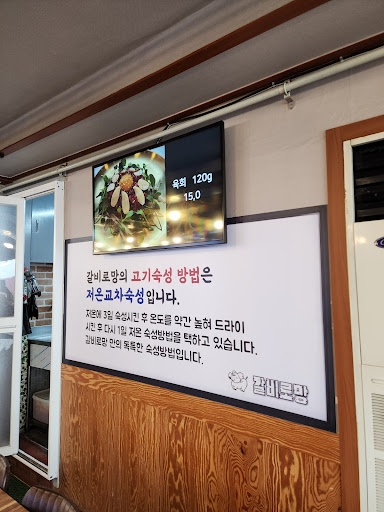 육회 120g
15,0
갈비로망의 고기숙성 방법은
저온교차숙성입니다.
저온에 3일 숙성시킨 후 온도를 약간 높혀 드라이
시킨 후 다시 1일 저온 숙성방법을 택하고 있습니다.
갈비로망 만의 독특한 숙성방법입니다.
갈비로망